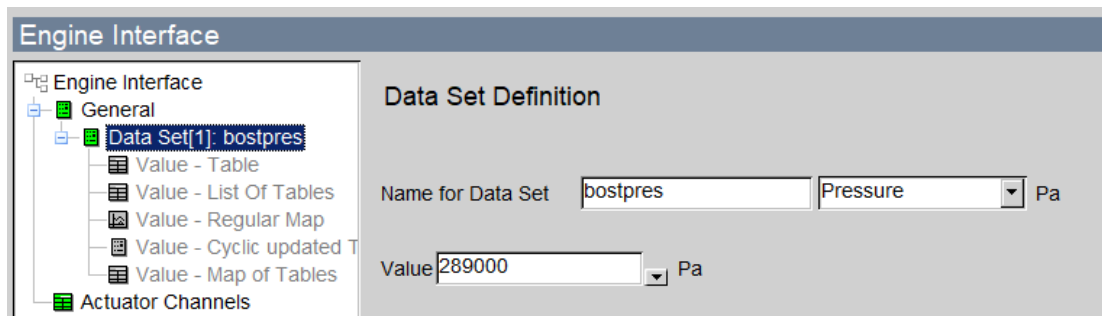 Engine Interface
Engine Interface
General
Data Set[1]: bostpres
Value - Table
Value - List Of Tables
Value - Regular Map
Value - Cyclic updated T
Value - Map of Tables
Actuator Channels
Data Set Definition
Name for Data Set bostpres Pressure Pa
Value 289000 Pa